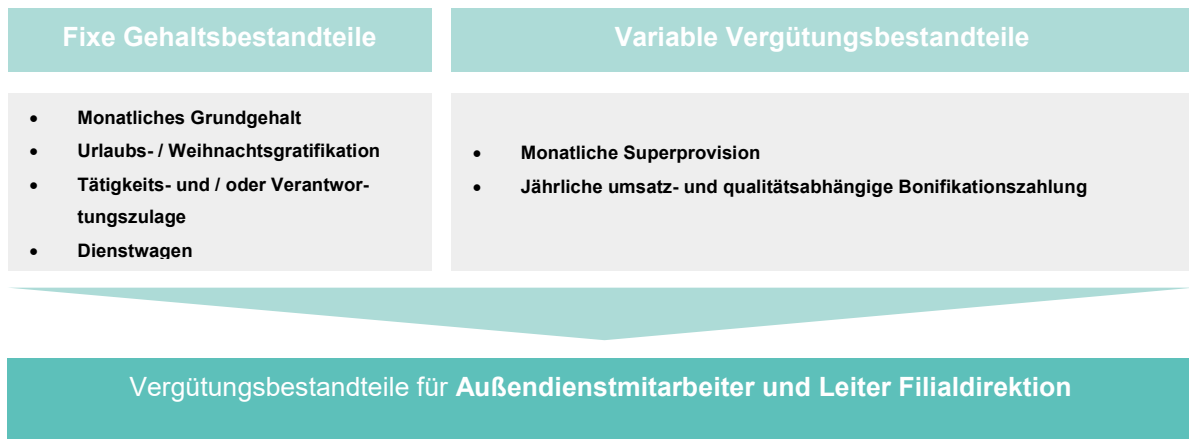 Fixe Gehaltsbestandteile
Variable Vergütungsbestandteile
• Monatliches Grundgehalt
• Urlaubs- / Weihnachtsgratifikation
• Tätigkeits- und / oder Verantwor-
tungszulage
• Dienstwagen
• Monatliche Superprovision
• Jährliche umsatz- und qualitätsabhängige Bonifikationszahlung
Vergütungsbestandteile für Außendienstmitarbeiter und Leiter Filialdirektion